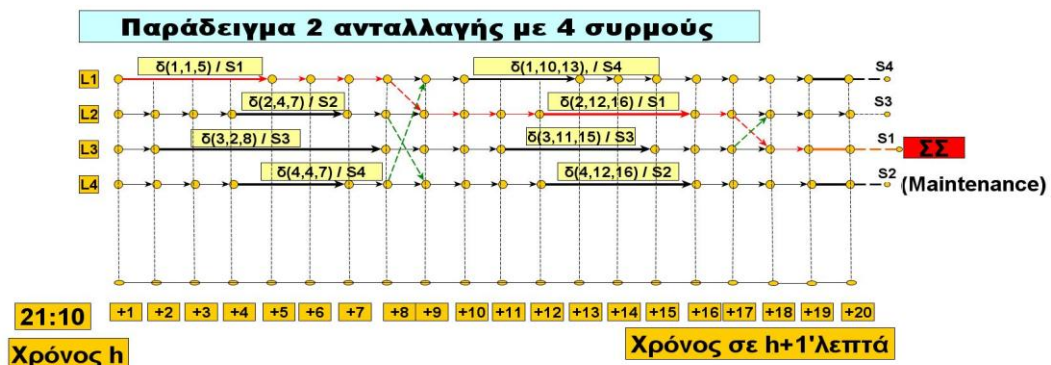 Παράδειγμα 2 ανταλλαγής με 4 συρμούς
L1 δ(1,1,5) / S1 δ(1,10,13), / S4 S4
L2 δ(2,4,7) / S2 δ(2,12,16) / S1 S3
L3 δ(3,2,8) / S3 δ(3,11,15) / S3 S1 ΣΣ
L4 δ(4,4,7) / S4 δ(4,12,16) / S2 S2
(Maintenance)
21:10 +1 +2 +3 +4 +5 +6 +7 +8 +9 +10 +11 +12 +13 +14 +15 +16 +17 +18 +19 +20
Χρόνος h Χρόνος σε h+1'λεπτά